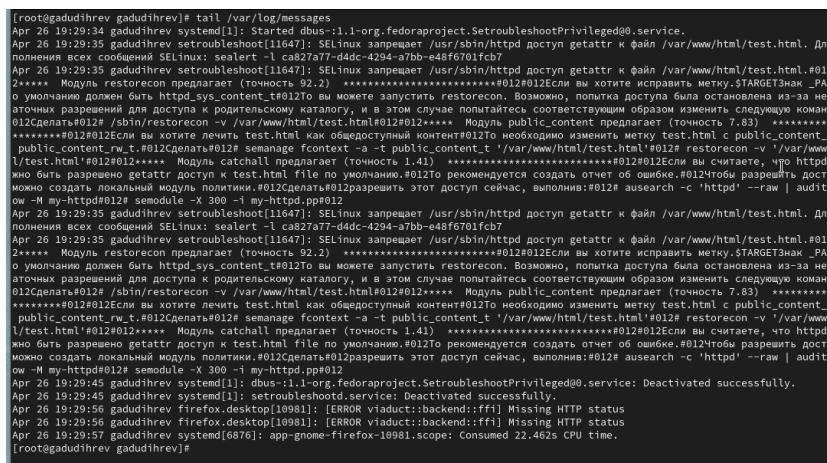 [root@gadudihrev gadudihrev]# tail /var/log/messages
Apr 26 19:29:34 gadudihrev systemd[1]: Started dbus-:1.1-org.fedoraproject.SetroubleshootPrivileged@0.service.
Apr 26 19:29:35 gadudihrev setroubleshoot[11647]: SELinux запрещает /usr/sbin/httpd доступ getattr к файл /var/www/html/test.html. Дл
полнения всех сообщений SELinux: sealert -l ca827a77-d4dc-4294-a7bb-e48f6701fcb7
Apr 26 19:29:35 gadudihrev setroubleshoot[11647]: SELinux запрещает /usr/sbin/httpd доступ getattr к файл /var/www/html/test.html.#01
2***** Модуль restorecon предлагает (точность 92.2) ************************#012#012Если вы хотите исправить метку.$TARGETЗнак _PA
о умолчанию должен быть httpd_sys_content_t#012То вы можете запустить restorecon. Возможно, попытка доступа была остановлена из-за не
аточных разрешений для доступа к родительскому каталогу, и в этом случае попытайтесь соответствующим образом изменить следующую коман
012Сделать#012# /sbin/restorecon -v /var/www/html/test.html#012#012***** Модуль public_content предлагает (точность 7.83) *********
********#012#012Если вы хотите лечить test.html как общедоступный контент#012То необходимо изменить метку test.html с public_content_
public_content_rw_t.#012Сделать#012# semanage fcontext -a -t public_content_t '/var/www/html/test.html'#012# restorecon -v '/var/www
l/test.html'#012#012***** Модуль catchall предлагает (точность 1.41) **************************#012#012Если вы считаете, что httpd
жно быть разрешено getattr доступ к test.html file по умолчанию.#012То рекомендуется создать отчет об ошибке.#012Чтобы разрешить дост
можно создать локальный модуль политики.#012Сделать#012разрешить этот доступ сейчас, выполнив:#012# ausearch -c 'httpd' --raw | audit
ow -M my-httpd#012# semodule -X 300 -i my-httpd.pp#012
Apr 26 19:29:35 gadudihrev setroubleshoot[11647]: SELinux запрещает /usr/sbin/httpd доступ getattr к файл /var/www/html/test.html. Дл
полнения всех сообщений SELinux: sealert -l ca827a77-d4dc-4294-a7bb-e48f6701fcb7
Apr 26 19:29:35 gadudihrev setroubleshoot[11647]: SELinux запрещает /usr/sbin/httpd доступ getattr к файл /var/www/html/test.html.#01
2***** Модуль restorecon предлагает (точность 92.2) ************************#012#012Если вы хотите исправить метку.$TARGETЗнак _PA
о умолчанию должен быть httpd_sys_content_t#012То вы можете запустить restorecon. Возможно, попытка доступа была остановлена из-за не
аточных разрешений для доступа к родительскому каталогу, и в этом случае попытайтесь соответствующим образом изменить следующую коман
012Сделать#012# /sbin/restorecon -v /var/www/html/test.html#012#012***** Модуль public_content предлагает (точность 7.83) *********
********#012#012Если вы хотите лечить test.html как общедоступный контент#012То необходимо изменить метку test.html с public_content_
public_content_rw_t.#012Сделать#012# semanage fcontext -a -t public_content_t '/var/www/html/test.html'#012# restorecon -v '/var/www
l/test.html'#012#012***** Модуль catchall предлагает (точность 1.41) **************************#012#012Если вы считаете, что httpd
жно быть разрешено getattr доступ к test.html file по умолчанию.#012То рекомендуется создать отчет об ошибке.#012Чтобы разрешить дост
можно создать локальный модуль политики.#012Сделать#012разрешить этот доступ сейчас, выполнив:#012# ausearch -c 'httpd' --raw | audit
ow -M my-httpd#012# semodule -X 300 -i my-httpd.pp#012
Apr 26 19:29:45 gadudihrev systemd[1]: dbus-:1.1-org.fedoraproject.SetroubleshootPrivileged@0.service: Deactivated successfully.
Apr 26 19:29:45 gadudihrev systemd[1]: setroubleshootd.service: Deactivated successfully.
Apr 26 19:29:56 gadudihrev firefox.desktop[10981]: [ERROR viaduct::backend::ffi] Missing HTTP status
Apr 26 19:29:56 gadudihrev firefox.desktop[10981]: [ERROR viaduct::backend::ffi] Missing HTTP status
Apr 26 19:29:57 gadudihrev systemd[6876]: app-gnome-firefox-10981.scope: Consumed 22.462s CPU time.
[root@gadudihrev gadudihrev]#